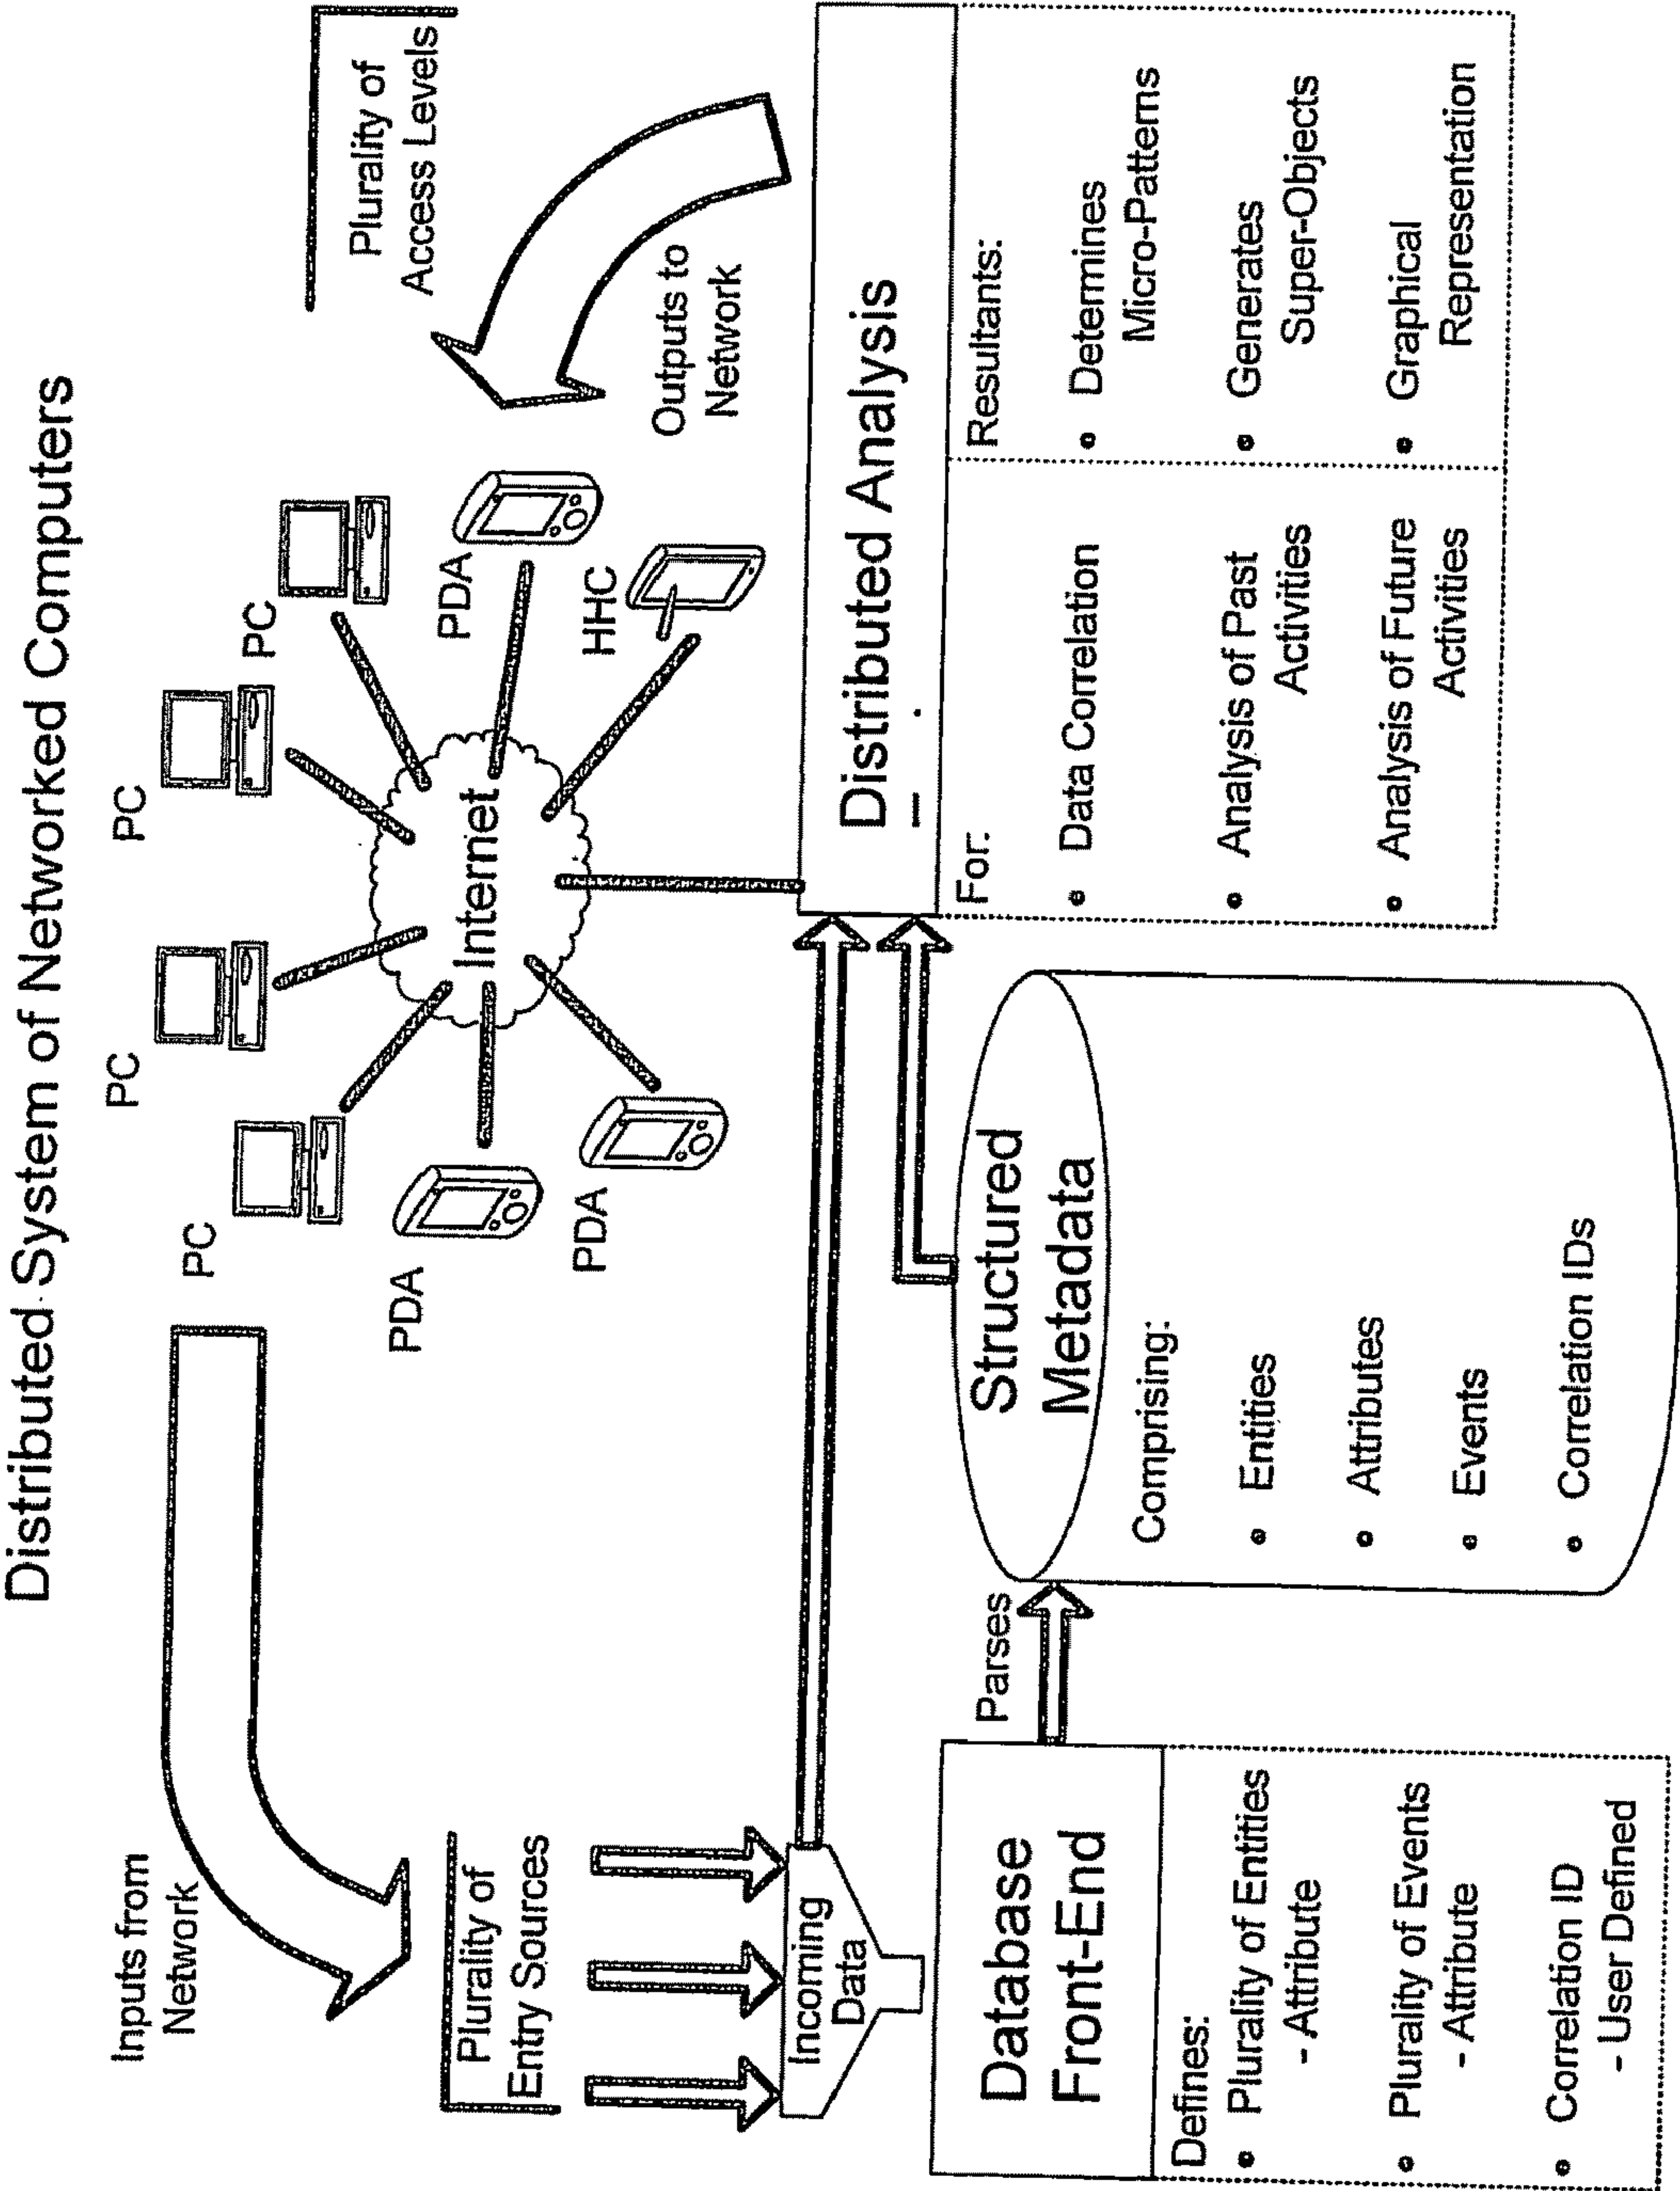 Distributed System of Networked Computers
Inputs from
Network
PC
PC
PC
PC
PDA
PDA
PDA
HHC
Internet
Plurality of
Access Levels
Outputs to
Network
Plurality of
Entry Sources
Incoming
Data
Database
Front-End
Defines:
• Plurality of Entities
- Attribute
• Plurality of Events
- Attribute
• Correlation ID
- User Defined
Parses
Structured
Metadata
Comprising:
• Entities
• Attributes
• Events
• Correlation IDs
Distributed Analysis
For:
• Data Correlation
• Analysis of Past
Activities
• Analysis of Future
Activities
Resultants:
• Determines
Micro-Patterns
• Generates
Super-Objects
• Graphical
Representation